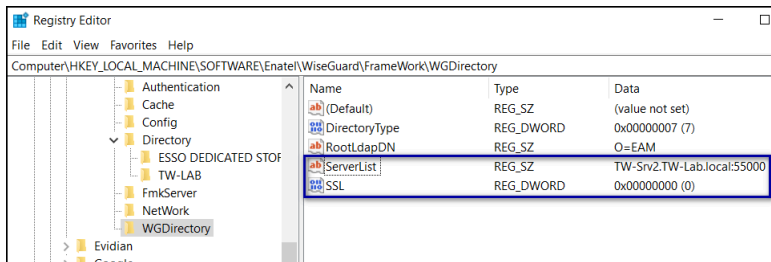 Registry Editor
File Edit View Favorites Help
Computer\HKEY_LOCAL_MACHINE\SOFTWARE\Enatel\WiseGuard\FrameWork\WGDirectory
Authentication
Cache
Config
Directory
ESSO DEDICATED STOR
TW-LAB
FmkServer
NetWork
WGDirectory
Evidian
Name Type Data
(Default) REG_SZ (value not set)
DirectoryType REG_DWORD 0x00000007 (7)
RootLdapDN REG_SZ O=EAM
ServerList REG_SZ TW-Srv2.TW-Lab.local:55000
SSL REG_DWORD 0x00000000 (0)